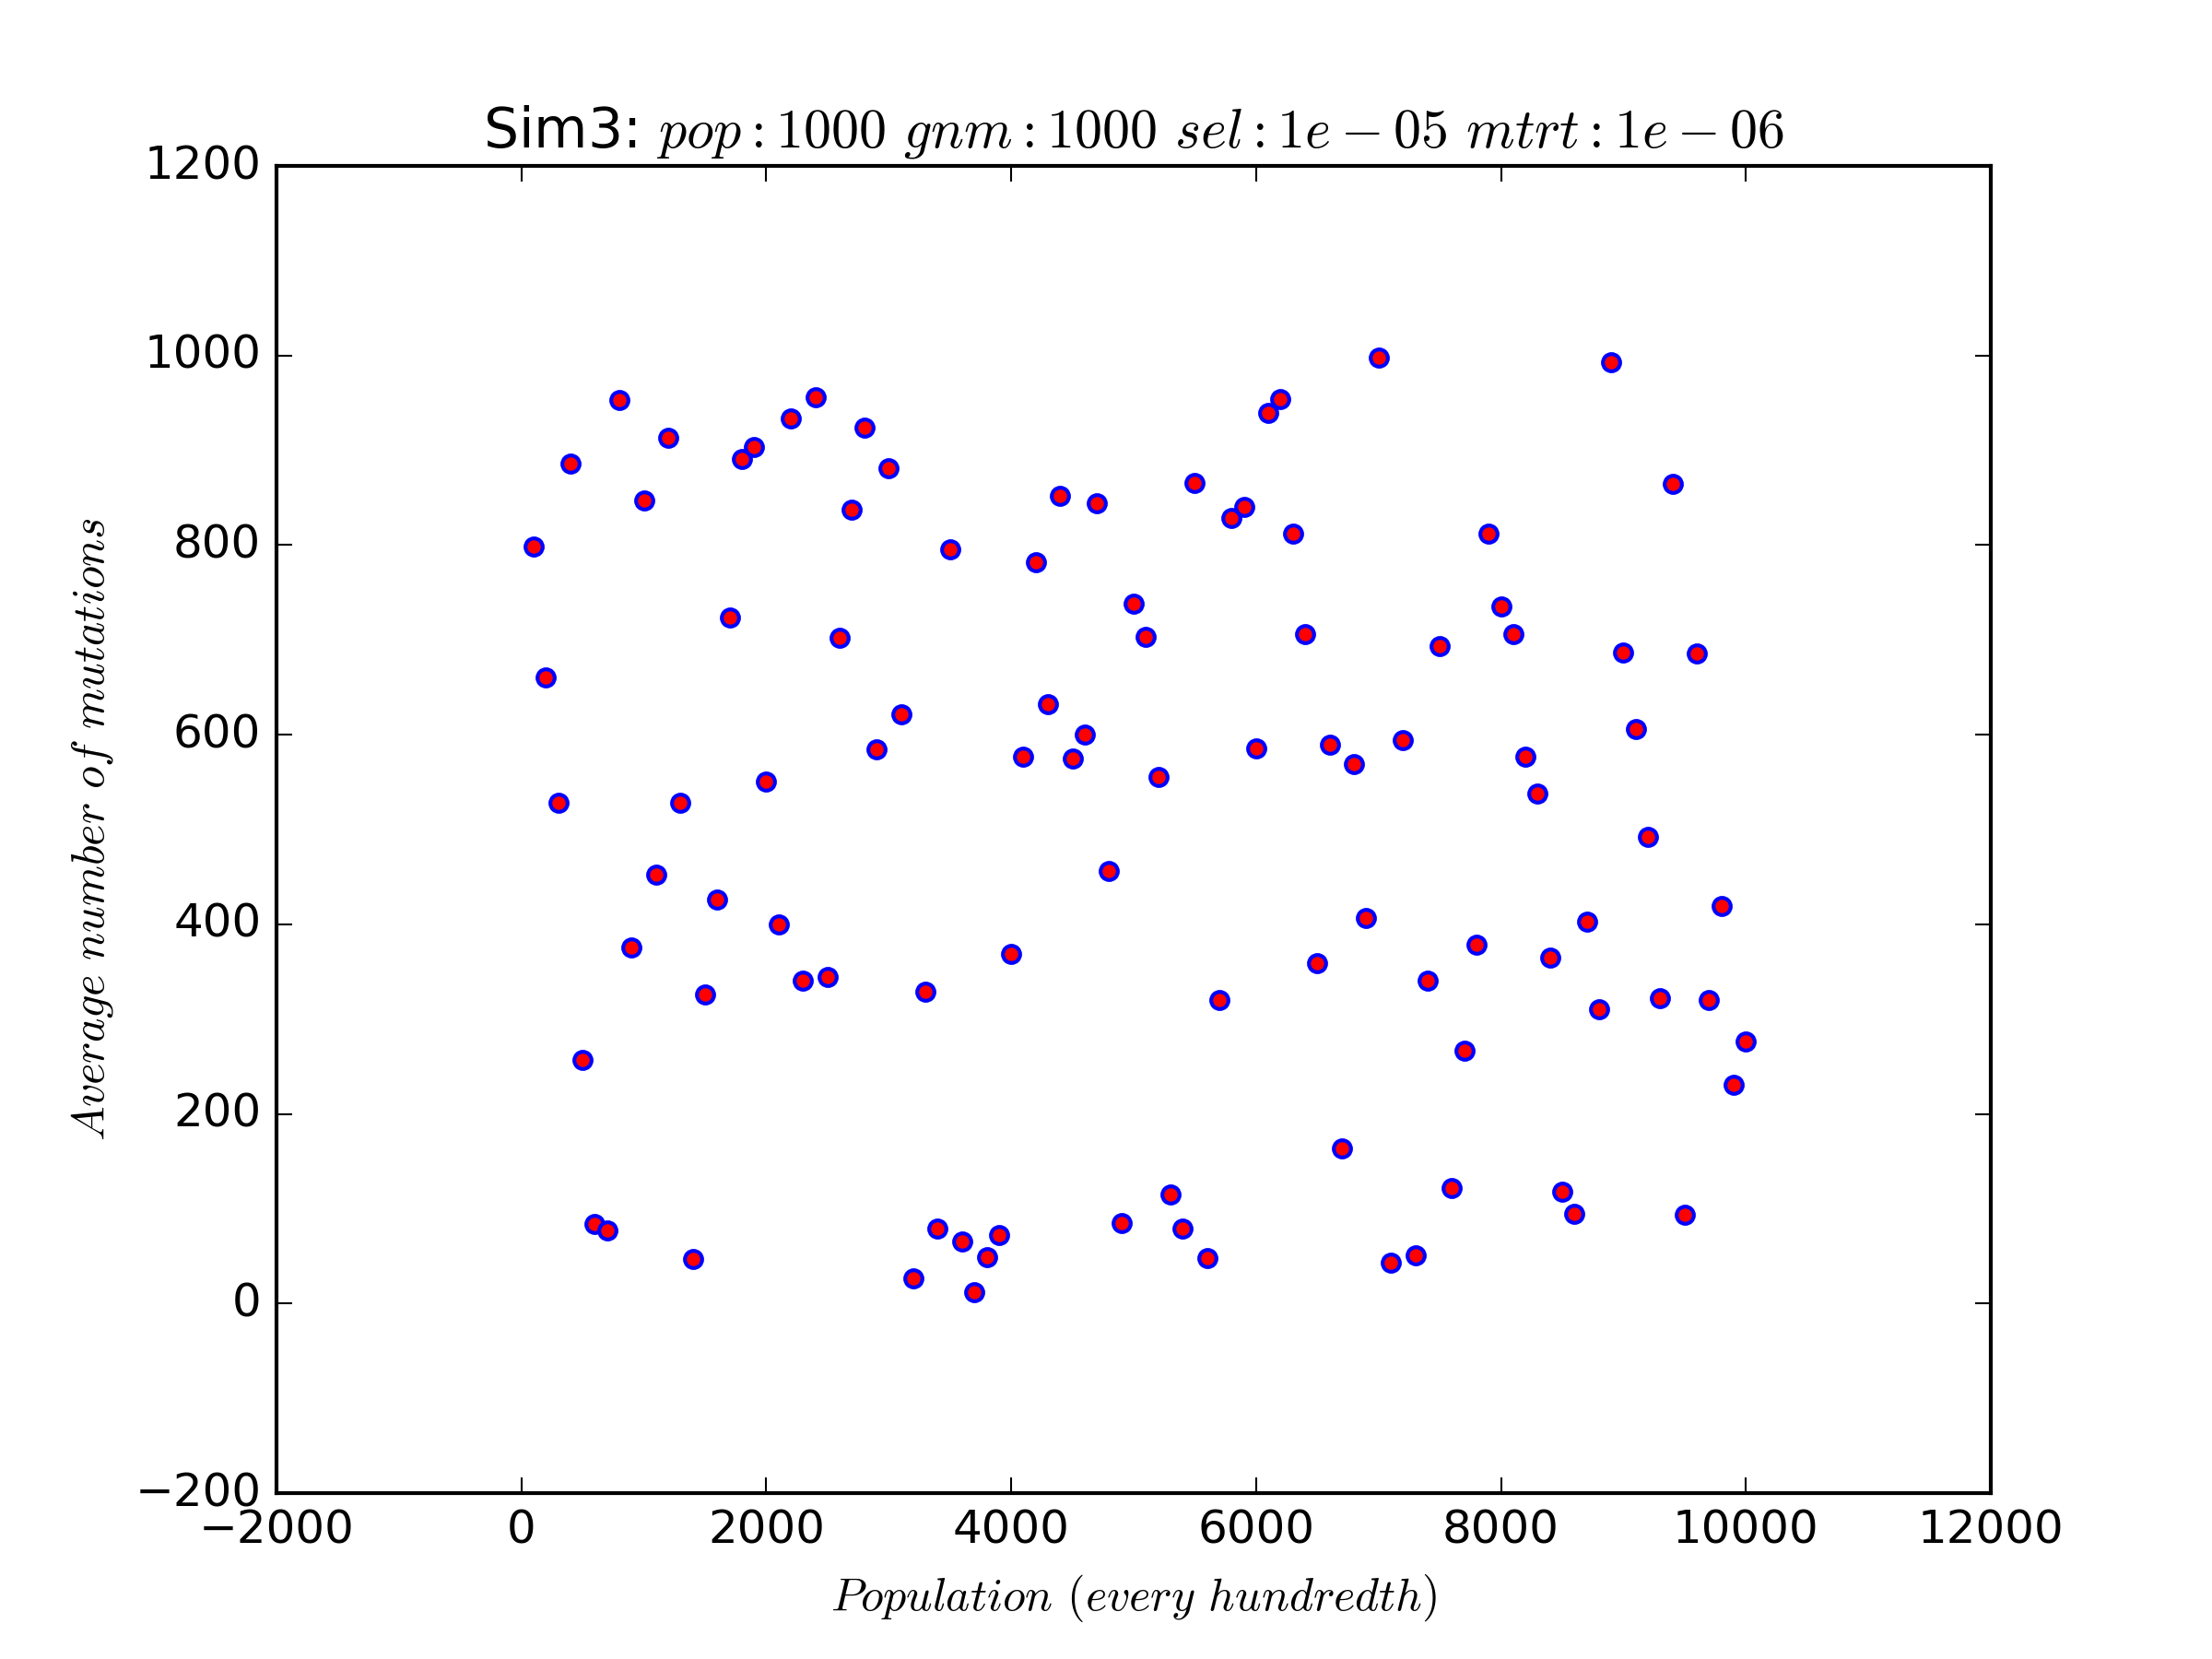 Sim3: pop : 1000 gnm : 1000 sel : 1e − 05 mtrt : 1e − 06
1200
1000
800
600
400
200
0
−200
Average number of mutations
−2000 0 2000 4000 6000 8000 10000 12000
Population (every hundredth)